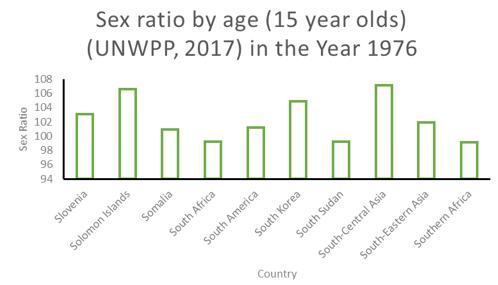 Sex ratio by age (15 year olds)
(UNWPP, 2017) in the Year 1976
108
106
104
102
100
98
96
94
Sex Ratio
Slovenia
Solomon Islands
Somalia
South Africa
South America
South Korea
South Sudan
South-Central Asia
South-Eastern Asia
Southern Africa
Country